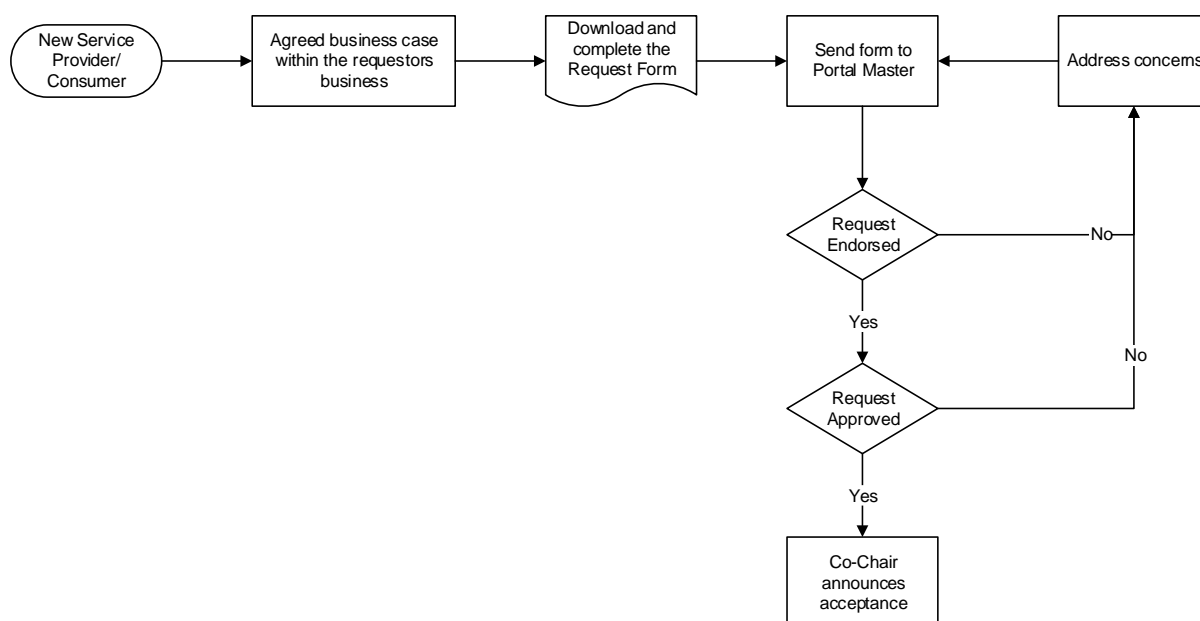 New Service
Provider/
Consumer
Agreed business case
within the requestors
business
Download and
complete the
Request Form
Send form to
Portal Master
Address concerns
Request
Endorsed
No
Yes
No
Request
Approved
Yes
Co-Chair
announces
acceptance